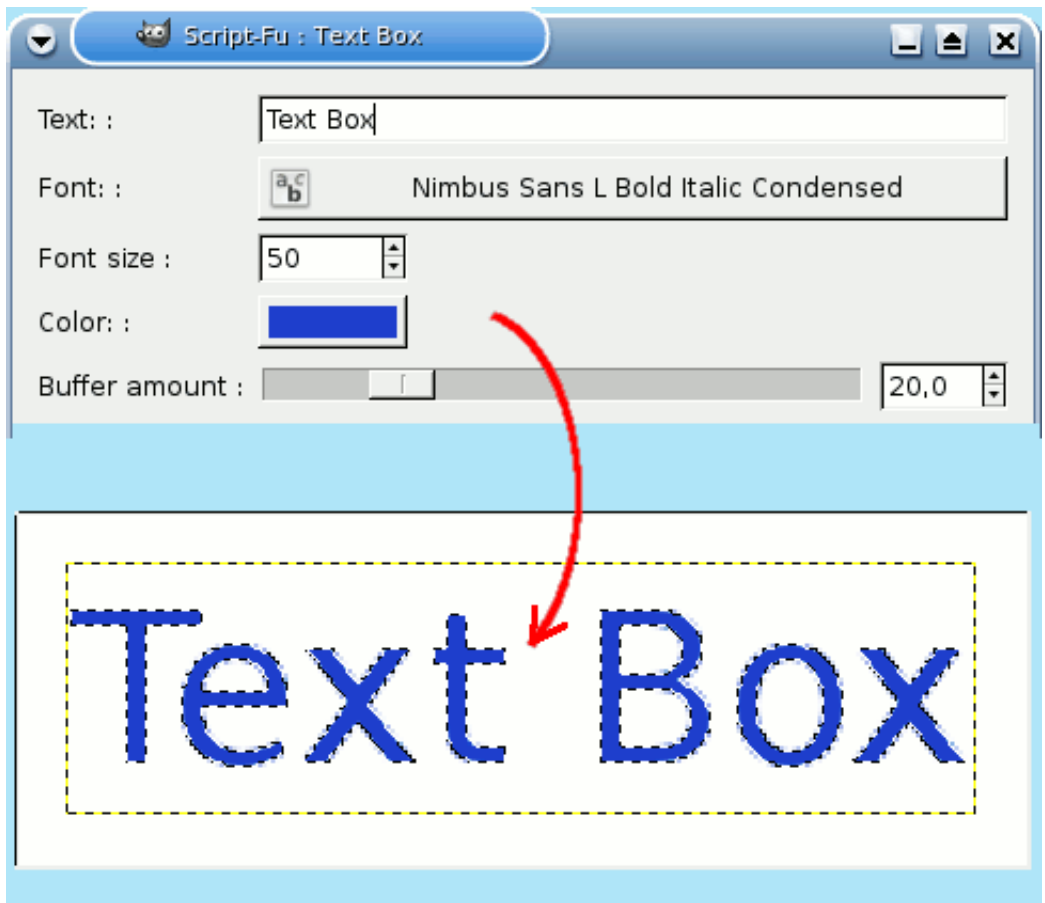 Script-Fu : Text Box
Text: : Text Box
Font: : Nimbus Sans L Bold Italic Condensed
Font size : 50
Color: :
Buffer amount : 20,0
Text Box